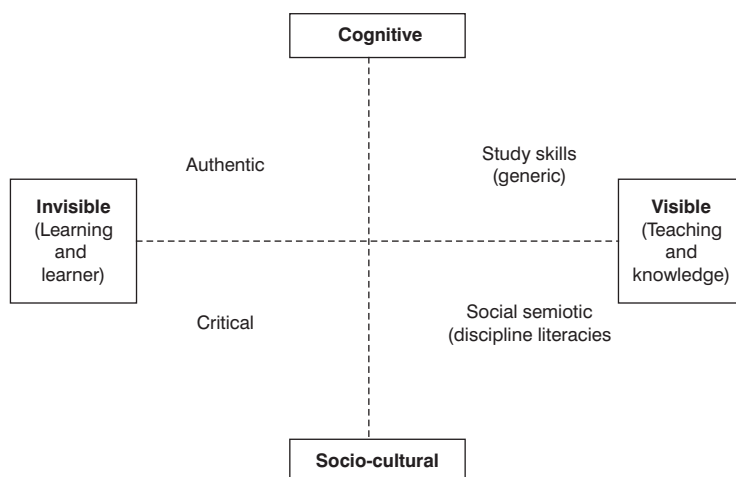 Cognitive
Authentic
Study skills
(generic)
Invisible
(Learning
and
learner)
Visible
(Teaching
and
knowledge)
Critical
Social semiotic
(discipline literacies
Socio-cultural